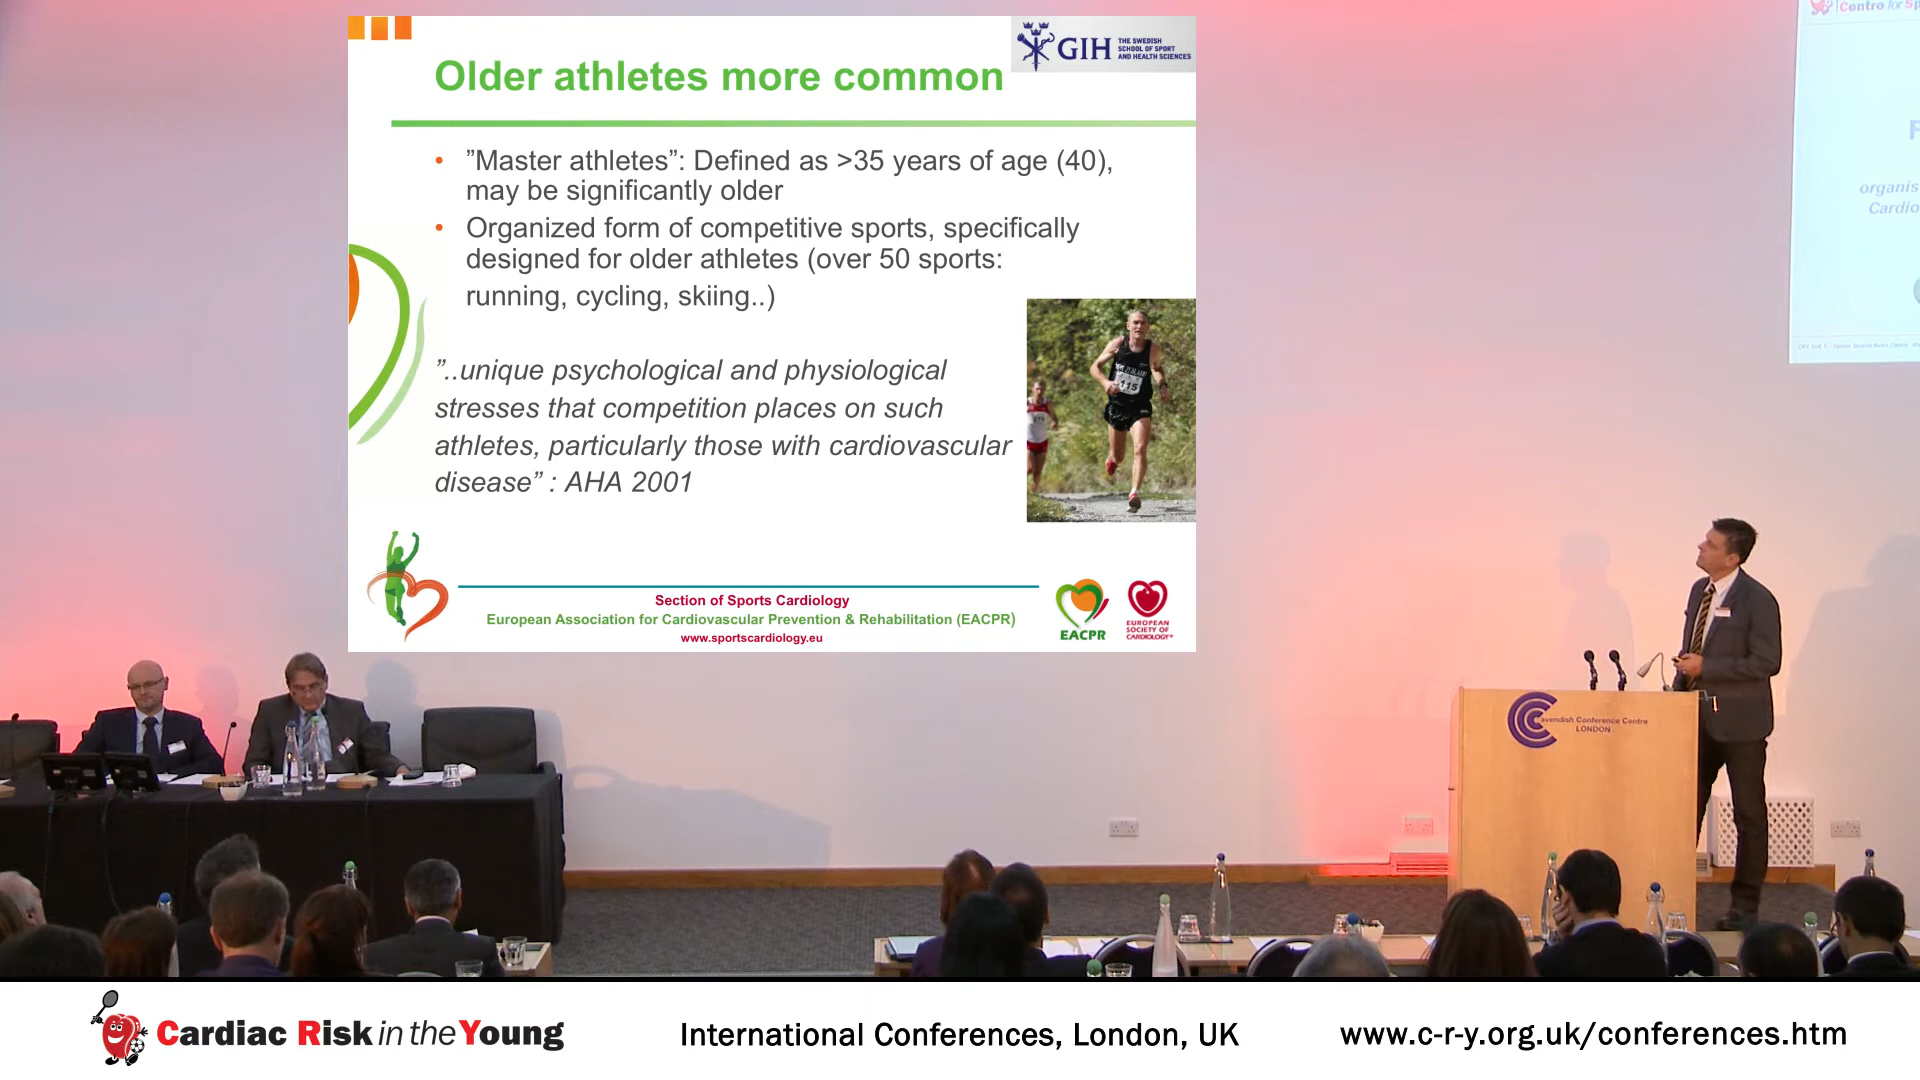 GIH THE SWEDISH
SCHOOL OF SPORT
AND HEALTH SCIENCES
Older athletes more common
• ”Master athletes”: Defined as >35 years of age (40),
may be significantly older
• Organized form of competitive sports, specifically
designed for older athletes (over 50 sports:
running, cycling, skiing..)
”..unique psychological and physiological
stresses that competition places on such
athletes, particularly those with cardiovascular
disease” : AHA 2001
115
Section of Sports Cardiology
European Association for Cardiovascular Prevention & Rehabilitation (EACPR)
www.sportscardiology.eu
EACPR
EUROPEAN
SOCIETY OF
CARDIOLOGY®
Centre for Sp
F
organis
Cardio
Cavendish Conference Centre
LONDON
Cardiac Risk in the Young
International Conferences, London, UK
www.c-r-y.org.uk/conferences.htm